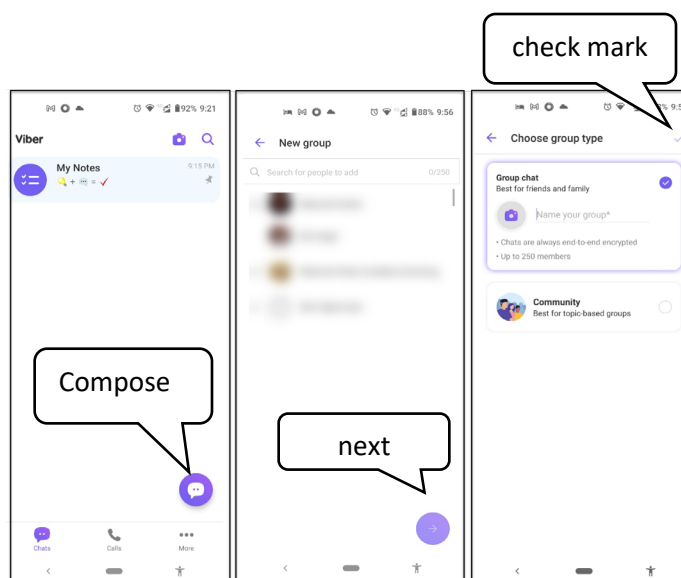 check mark
92% 9:21
Viber
My Notes
9:15 PM
+ = ✓
Compose
Chats
Calls
More
88% 9:56
New group
Search for people to add
0/250
next
Choose group type
Group chat
Best for friends and family
Name your group*
• Chats are always end-to-end encrypted
• Up to 250 members
Community
Best for topic-based groups